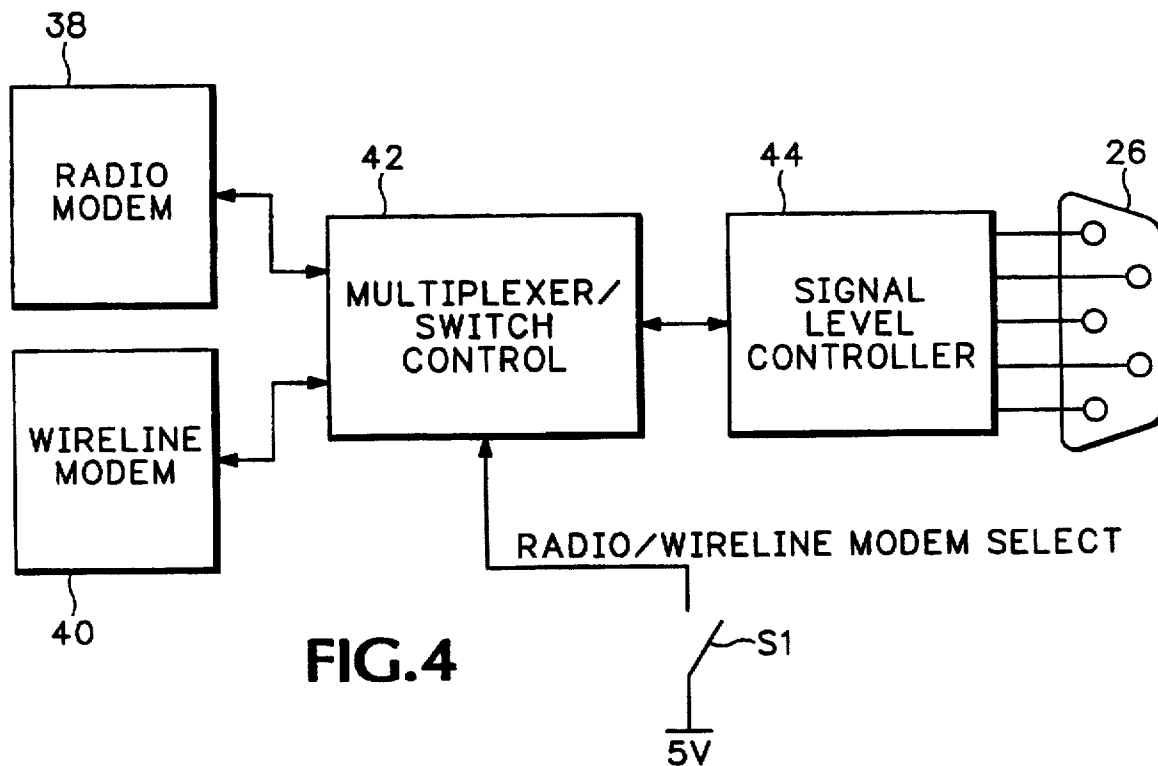 38
RADIO
MODEM
42
MULTIPLEXER/
SWITCH
CONTROL
44
SIGNAL
LEVEL
CONTROLLER
26
WIRELINE
MODEM
40
RADIO/WIRELINE MODEM SELECT
S1
5V
FIG.4